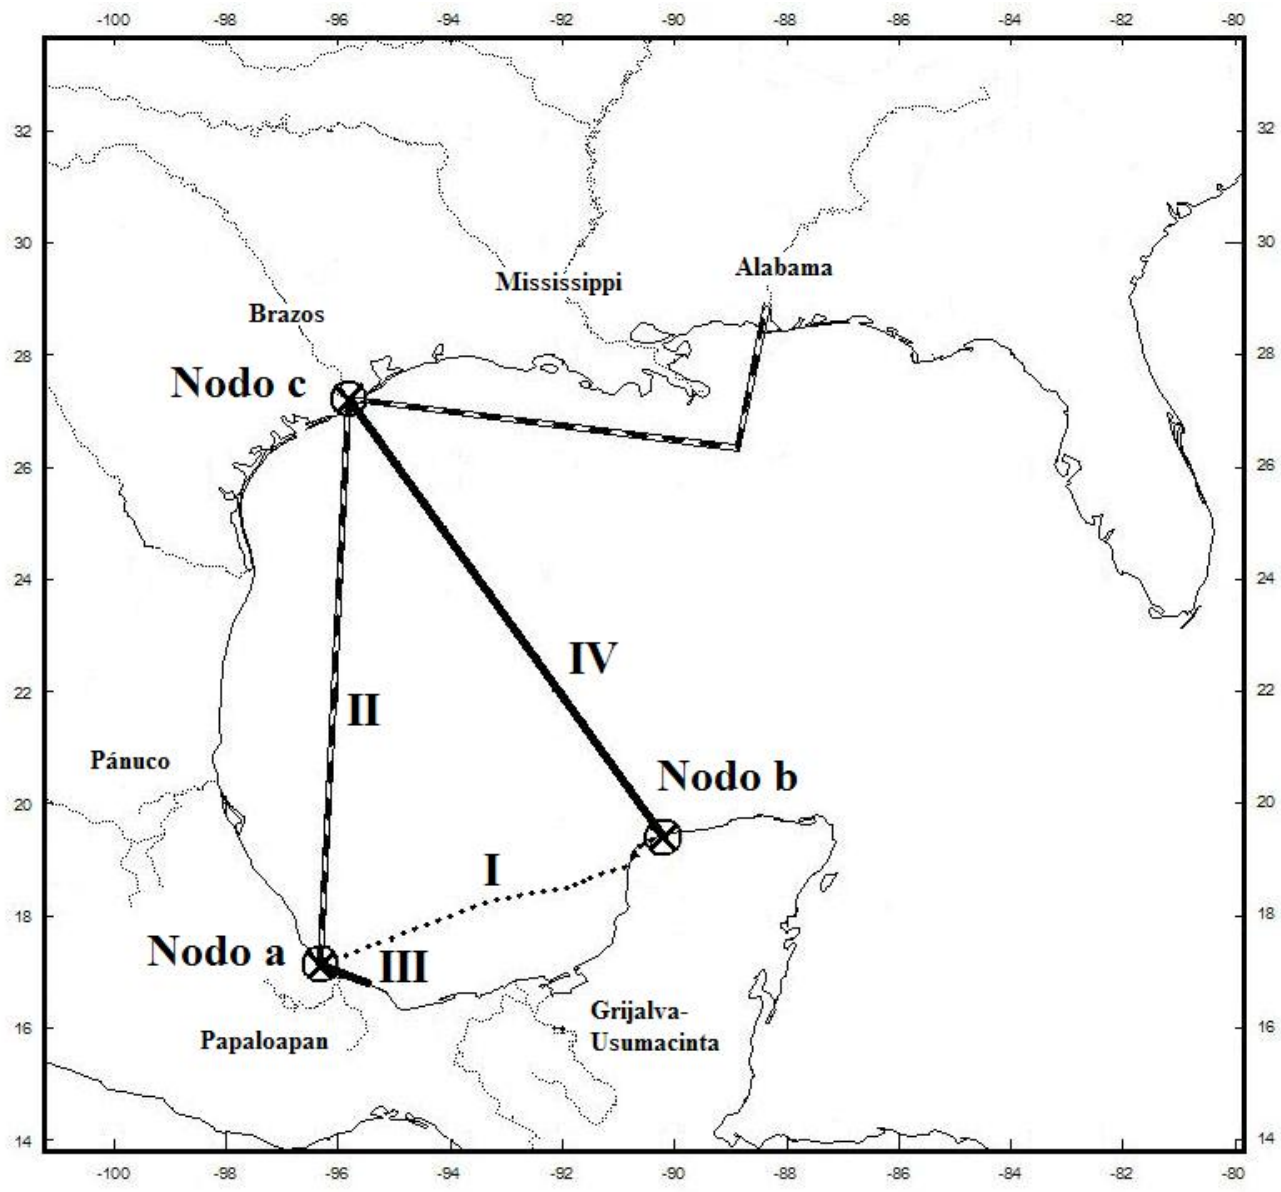 -100 -98 -96 -94 -92 -90 -88 -86 -84 -82 -80
32 32
30 30
Alabama
Mississippi
Brazos
28 28
Nodo c
26 26
24 24
IV
22 22
II
Pánuco
Nodo b
20 20
I
18 18
Nodo a
III
Grijalva-
Usumacinta
16 16
Papaloapan
14 14
-100 -98 -96 -94 -92 -90 -88 -86 -84 -82 -80